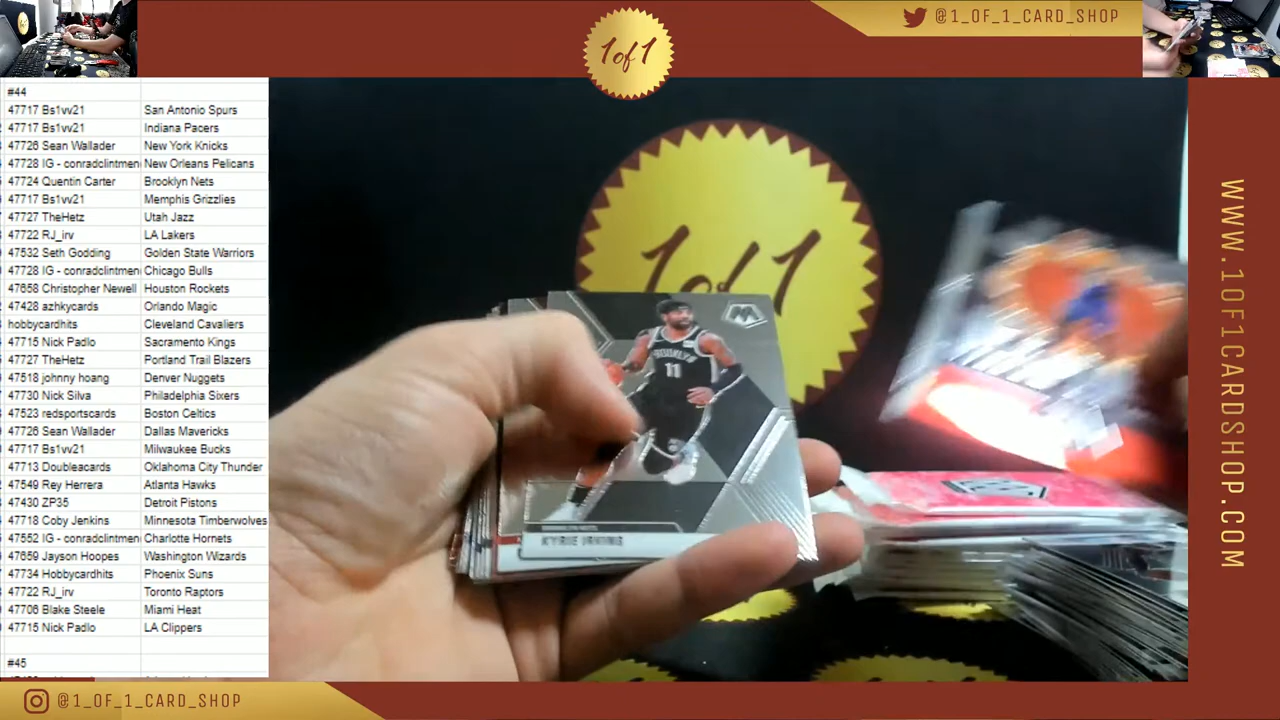 @1_OF_1_CARD_SHOP
1of1
#44
47717 Bs1vv21 San Antonio Spurs
47717 Bs1vv21 Indiana Pacers
47726 Sean Wallader New York Knicks
47728 IG - conradclintmen New Orleans Pelicans
47724 Quentin Carter Brooklyn Nets
47717 Bs1vv21 Memphis Grizzlies
47727 TheHetz Utah Jazz
47722 RJ_irv LA Lakers
47532 Seth Godding Golden State Warriors
47728 IG - conradclintmen Chicago Bulls
47658 Christopher Newell Houston Rockets
47428 azhkycards Orlando Magic
hobbycardhits Cleveland Cavaliers
47715 Nick Padlo Sacramento Kings
47727 TheHetz Portland Trail Blazers
47518 johnny hoang Denver Nuggets
47730 Nick Silva Philadelphia Sixers
47523 redsportscards Boston Celtics
47726 Sean Wallader Dallas Mavericks
47717 Bs1vv21 Milwaukee Bucks
47713 Doubleacards Oklahoma City Thunder
47549 Rey Herrera Atlanta Hawks
47430 ZP35 Detroit Pistons
47718 Coby Jenkins Minnesota Timberwolves
47552 IG - conradclintmen Charlotte Hornets
47659 Jayson Hoopes Washington Wizards
47734 Hobbycardhits Phoenix Suns
47722 RJ_irv Toronto Raptors
47706 Blake Steele Miami Heat
47715 Nick Padlo LA Clippers
#45
1of1
BROOKLYN
11
BROOKLYN NETS
KYRIE IRVING
WWW.1OF1CARDSHOP.COM
@1_OF_1_CARD_SHOP